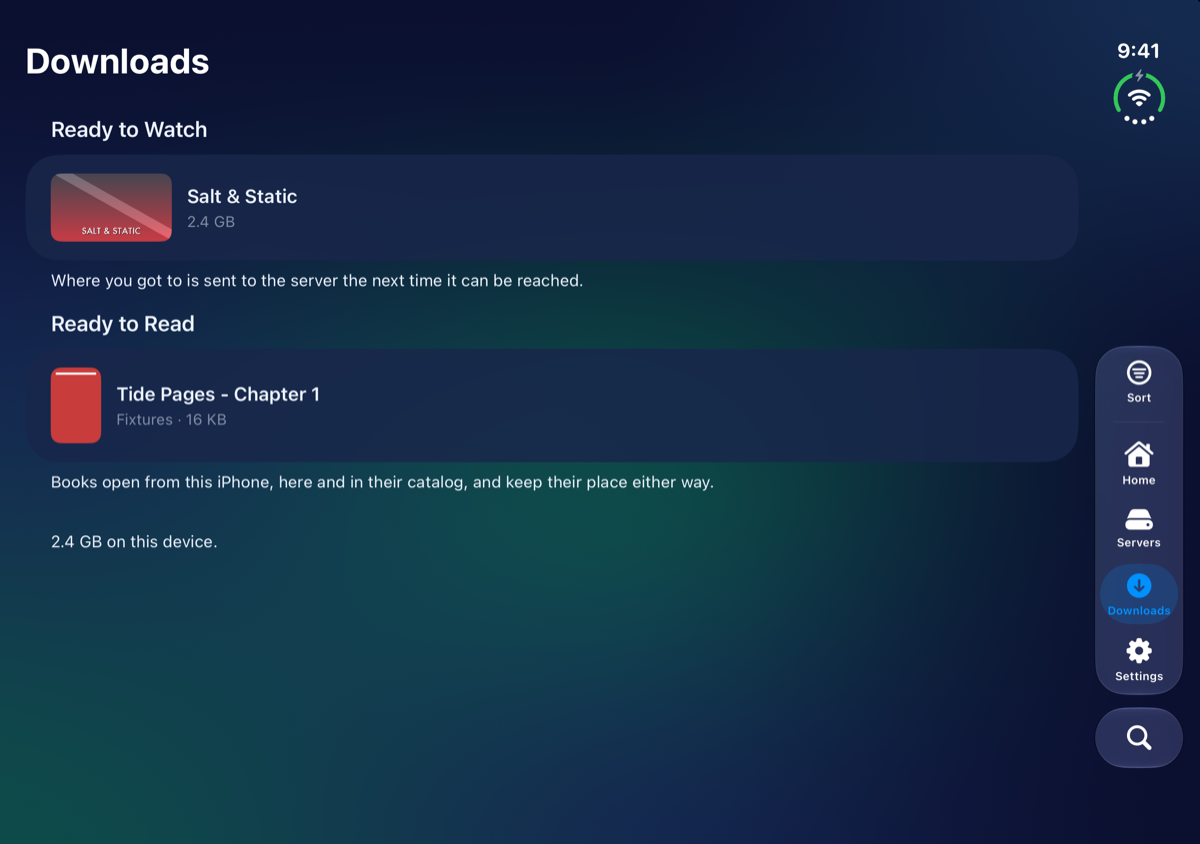 Downloads
9:41
Ready to Watch
SALT & STATIC
Salt & Static
2.4 GB
Where you got to is sent to the server the next time it can be reached.
Ready to Read
Tide Pages - Chapter 1
Fixtures · 16 KB
Books open from this iPhone, here and in their catalog, and keep their place either way.
2.4 GB on this device.
Sort
Home
Servers
Downloads
Settings